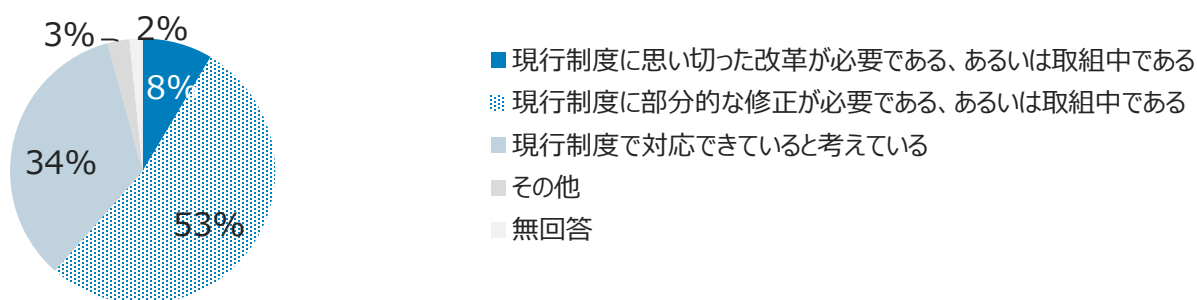 3%
2%
8%
34%
53%
現行制度に思い切った改革が必要である、あるいは取組中である
現行制度に部分的な修正が必要である、あるいは取組中である
現行制度で対応できていると考えている
その他
無回答